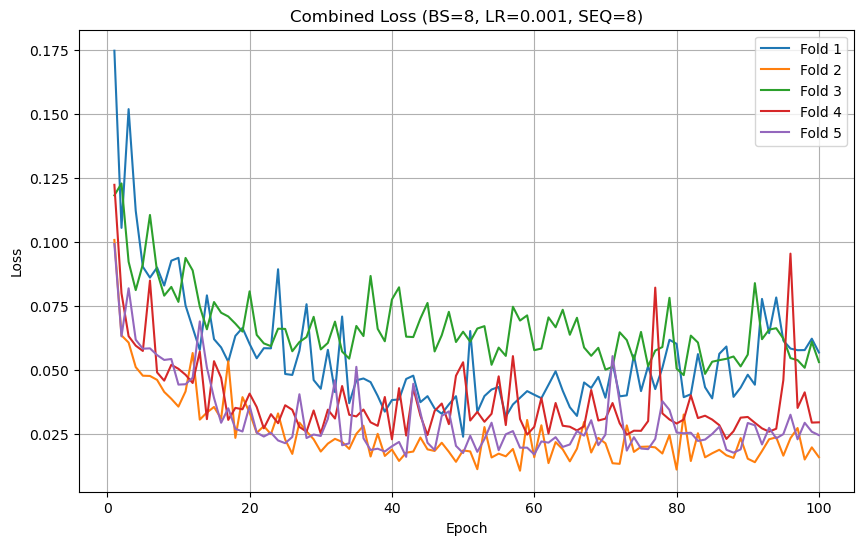 Combined Loss (BS=8, LR=0.001, SEQ=8)
Fold 1
Fold 2
Fold 3
Fold 4
Fold 5
Loss
0.175
0.150
0.125
0.100
0.075
0.050
0.025
0 20 40 60 80 100
Epoch